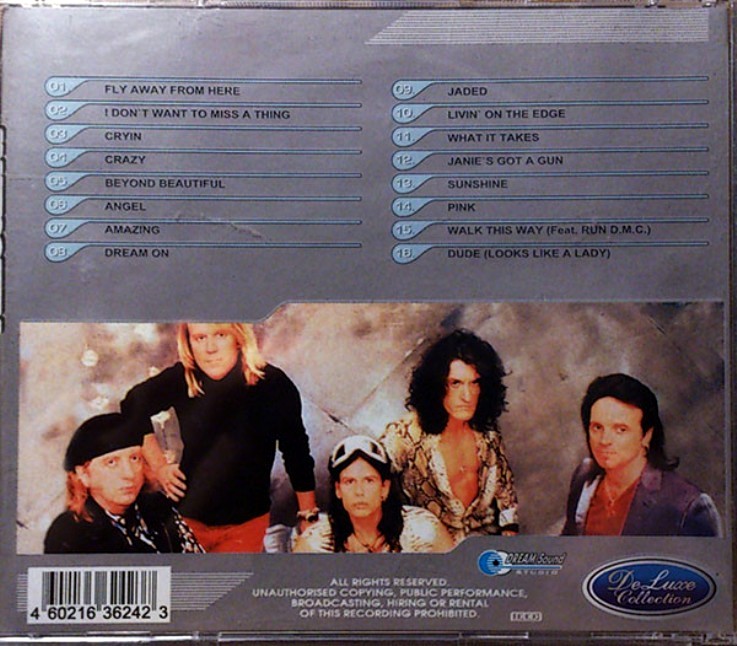 01. FLY AWAY FROM HERE
02. I DON`T WANT TO MISS A THING
03. CRYIN
04. CRAZY
05. BEYOND BEAUTIFUL
06. ANGEL
07. AMAZING
08. DREAM ON
09. JADED
10. LIVIN` ON THE EDGE
11. WHAT IT TAKES
12. JANIE`S GOT A GUN
13. SUNSHINE
14. PINK
15. WALK THIS WAY (Feat. RUN D.M.C.)
16. DUDE (LOOKS LIKE A LADY)
DREAM Sound
STUDIO
ALL RIGHTS RESERVED.
UNAUTHORISED COPYING, PUBLIC PERFORMANCE,
BROADCASTING, HIRING OR RENTAL
OF THIS RECORDING PROHIBITED.
DDD
De Luxe
Collection
4 60216 36242 3